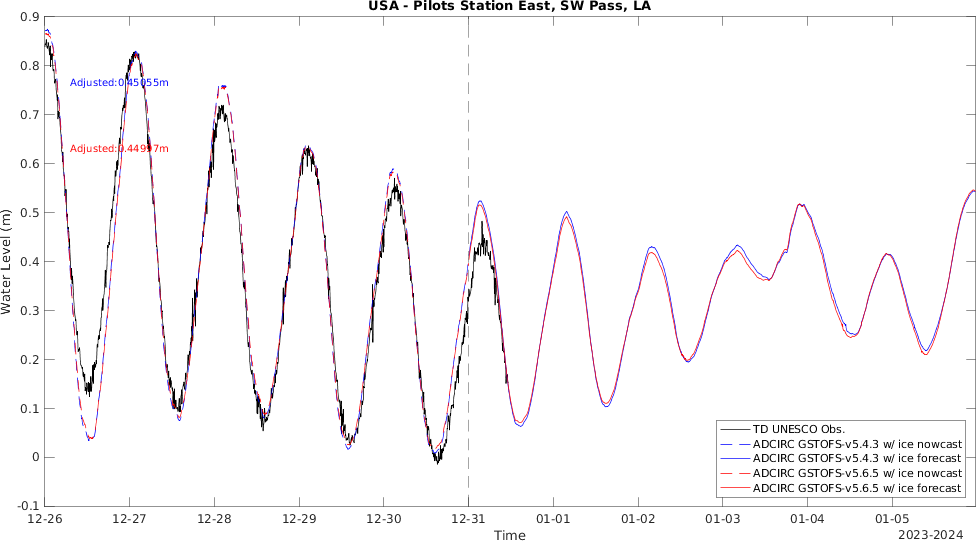 USA - Pilots Station East, SW Pass, LA
0.9
0.8
0.7
0.6
0.5
0.4
0.3
0.2
0.1
0
-0.1
Water Level (m)
Adjusted:0.45055m
Adjusted:0.44997m
TD UNESCO Obs.
ADCIRC GSTOFS-v5.4.3 w/ ice nowcast
ADCIRC GSTOFS-v5.4.3 w/ ice forecast
ADCIRC GSTOFS-v5.6.5 w/ ice nowcast
ADCIRC GSTOFS-v5.6.5 w/ ice forecast
12-26 12-27 12-28 12-29 12-30 12-31 01-01 01-02 01-03 01-04 01-05
Time
2023-2024